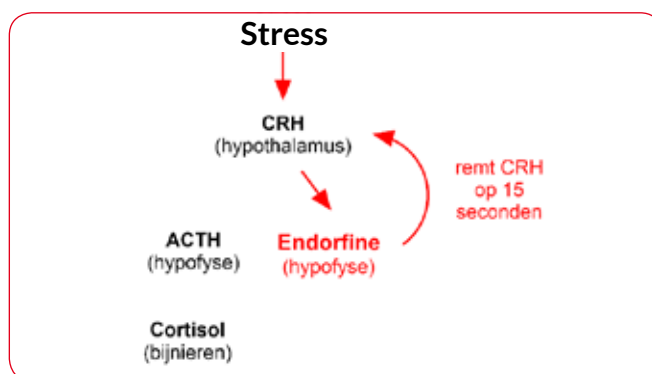 Stress
CRH
(hypothalamus)
remt CRH
op 15
seconden
ACTH
(hypofyse)
Endorfine
(hypofyse)
Cortisol
(bijnieren)